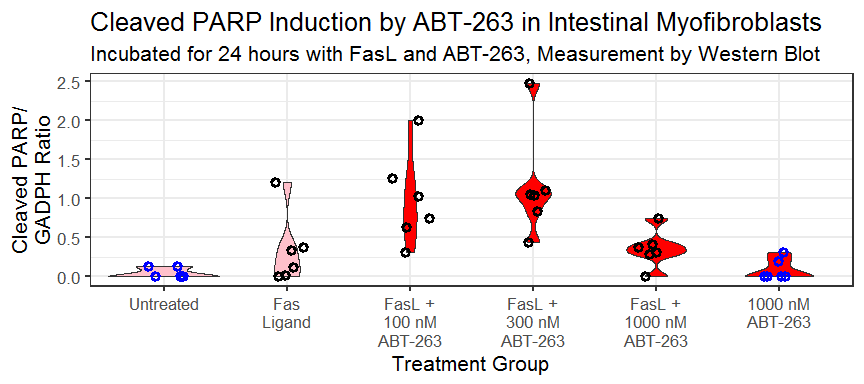 Cleaved PARP Induction by ABT-263 in Intestinal Myofibroblasts
Incubated for 24 hours with FasL and ABT-263, Measurement by Western Blot
Cleaved PARP/
GADPH Ratio
2.5
2.0
1.5
1.0
0.5
0.0
Untreated
Fas
Ligand
FasL +
100 nM
ABT-263
FasL +
300 nM
ABT-263
FasL +
1000 nM
ABT-263
1000 nM
ABT-263
Treatment Group